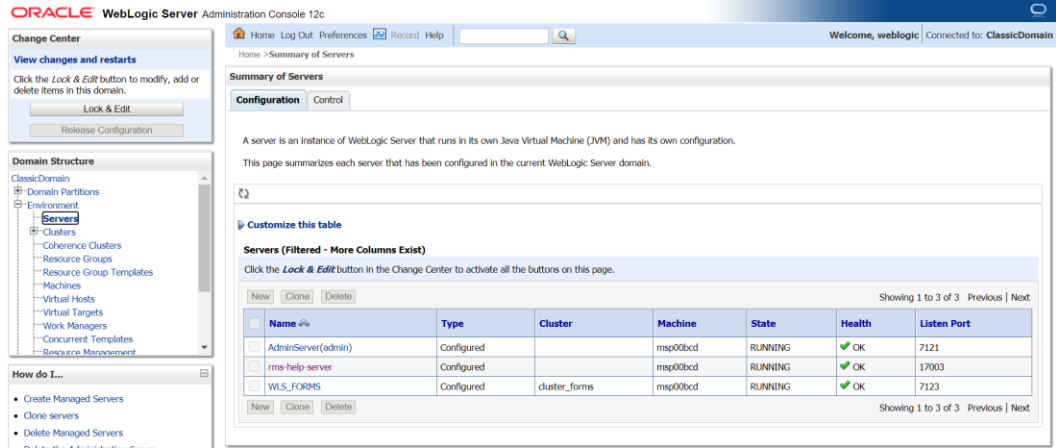 ORACLE WebLogic Server Administration Console 12c
Change Center
View changes and restarts
Click the Lock & Edit button to modify, add or
delete items in this domain.
Lock & Edit
Release Configuration
Domain Structure
ClassicDomain
Domain Partitions
Environment
Servers
Clusters
Coherence Clusters
Resource Groups
Resource Group Templates
Machines
Virtual Hosts
Virtual Targets
Work Managers
Concurrent Templates
Resource Management
How do I...
Create Managed Servers
Clone servers
Delete Managed Servers
Delete the Administration Server
Home Log Out Preferences Record Help
Welcome, weblogic Connected to: ClassicDomain
Home >Summary of Servers
Summary of Servers
Configuration Control
A server is an instance of WebLogic Server that runs in its own Java Virtual Machine (JVM) and has its own configuration.
This page summarizes each server that has been configured in the current WebLogic Server domain.
Customize this table
Servers (Filtered - More Columns Exist)
Click the Lock & Edit button in the Change Center to activate all the buttons on this page.
New Clone Delete Showing 1 to 3 of 3 Previous | Next
Name Type Cluster Machine State Health Listen Port
AdminServer(admin) Configured msp00bcd RUNNING OK 7121
rms-help-server Configured msp00bcd RUNNING OK 17003
WLS_FORMS Configured cluster_forms msp00bcd RUNNING OK 7123
New Clone Delete Showing 1 to 3 of 3 Previous | Next